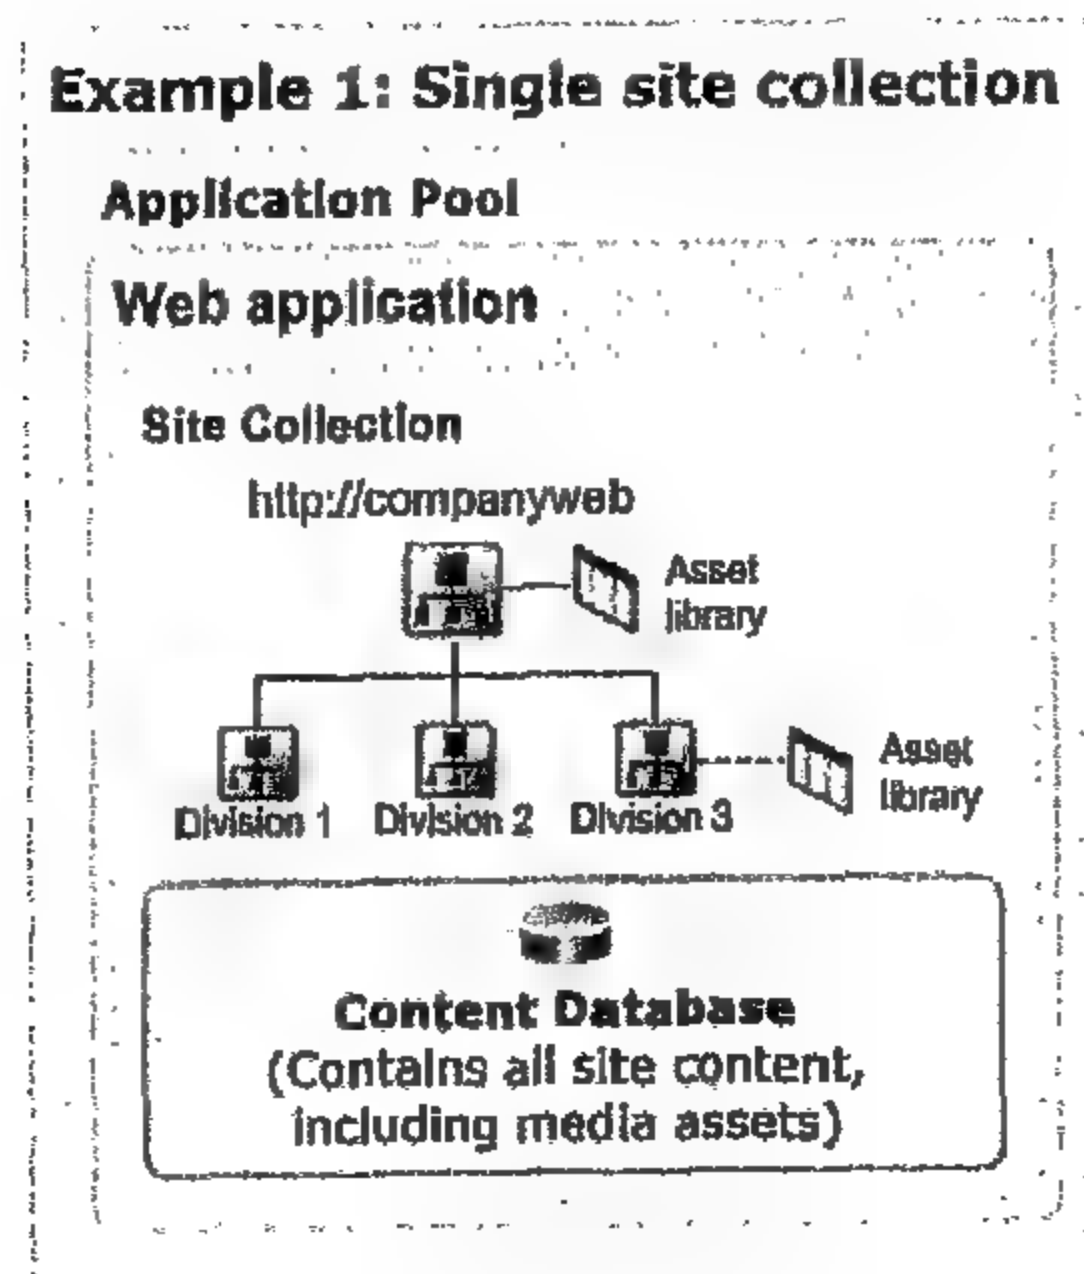 Example 1: Single site collection
Application Pool
Web application
Site Collection
http://companyweb
Asset
library
Division 1
Division 2
Division 3
Asset
library
Content Database
(Contains all site content,
including media assets)